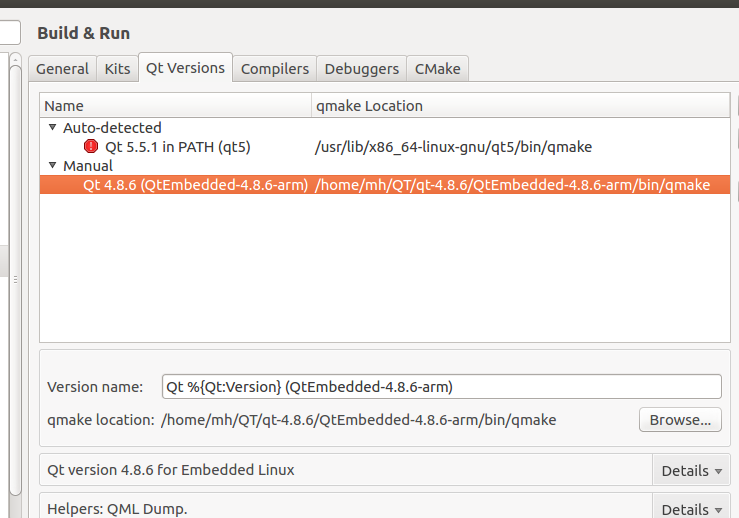 Build & Run
General Kits Qt Versions Compilers Debuggers CMake
Name qmake Location
Auto-detected
Qt 5.5.1 in PATH (qt5) /usr/lib/x86_64-linux-gnu/qt5/bin/qmake
Manual
Qt 4.8.6 (QtEmbedded-4.8.6-arm) /home/mh/QT/qt-4.8.6/QtEmbedded-4.8.6-arm/bin/qmake
Version name: Qt %{Qt:Version} (QtEmbedded-4.8.6-arm)
qmake location: /home/mh/QT/qt-4.8.6/QtEmbedded-4.8.6-arm/bin/qmake Browse...
Qt version 4.8.6 for Embedded Linux Details
Helpers: QML Dump. Details